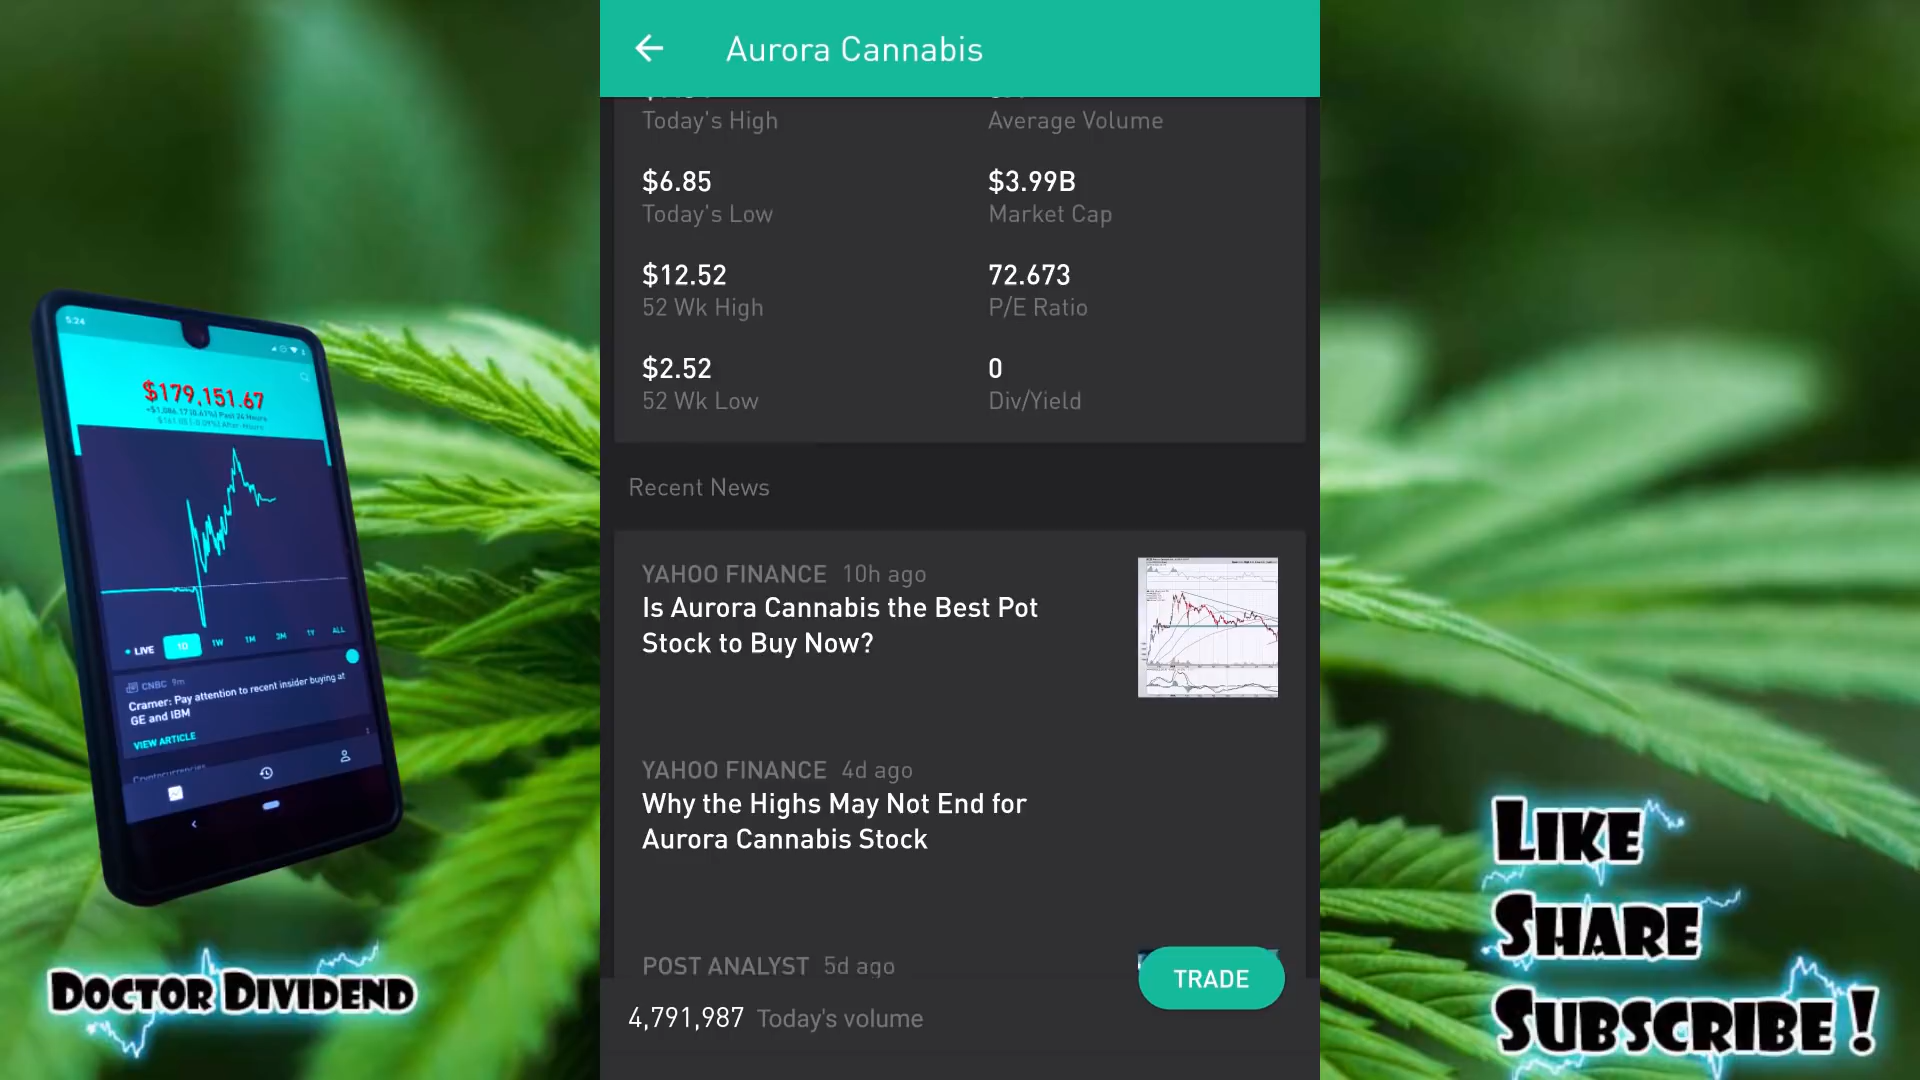 Aurora Cannabis
Today's High
Average Volume
$6.85
Today's Low
$3.99B
Market Cap
$12.52
52 Wk High
72.673
P/E Ratio
$2.52
52 Wk Low
0
Div/Yield
Recent News
YAHOO FINANCE 10h ago
Is Aurora Cannabis the Best Pot
Stock to Buy Now?
YAHOO FINANCE 4d ago
Why the Highs May Not End for
Aurora Cannabis Stock
POST ANALYST 5d ago
TRADE
4,791,987 Today's volume
5:24
$179,151.67
LIVE 1D 1W 1M 3M 1Y ALL
CNBC 9m
Cramer: Pay attention to recent insider buying at
GE and IBM
VIEW ARTICLE
Cryptocurrencies
DOCTOR DIVIDEND
LIKE
SHARE
SUBSCRIBE !